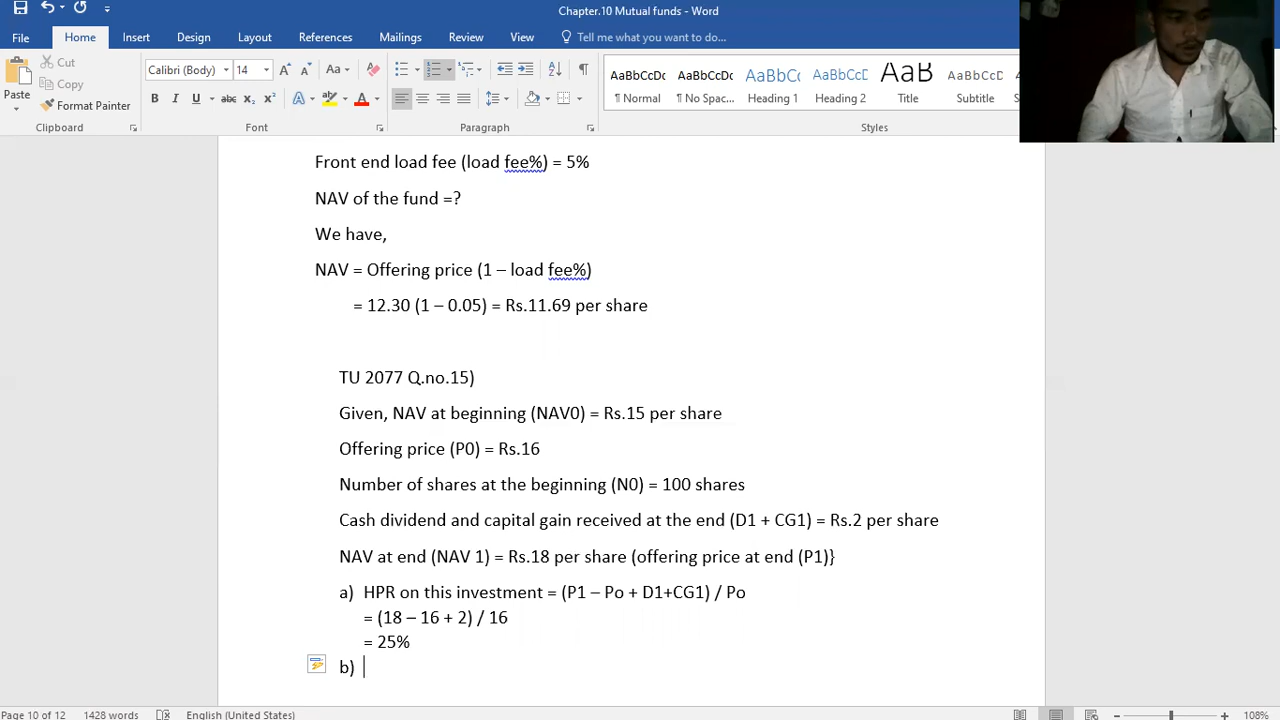 Chapter.10 Mutual funds - Word
File Home Insert Design Layout References Mailings Review View Tell me what you want to do...
Paste
Cut
Copy
Format Painter
Calibri (Body) 14
AaBbCcDc AaBbCcDc AaBbCc AaBbCcD AaB AaBbCcD
¶ Normal ¶ No Spac... Heading 1 Heading 2 Title Subtitle
Clipboard Font Paragraph Styles
Front end load fee (load fee%) = 5%
NAV of the fund =?
We have,
NAV = Offering price (1 – load fee%)
= 12.30 (1 – 0.05) = Rs.11.69 per share
TU 2077 Q.no.15)
Given, NAV at beginning (NAV0) = Rs.15 per share
Offering price (P0) = Rs.16
Number of shares at the beginning (N0) = 100 shares
Cash dividend and capital gain received at the end (D1 + CG1) = Rs.2 per share
NAV at end (NAV 1) = Rs.18 per share (offering price at end (P1)}
a) HPR on this investment = (P1 – Po + D1+CG1) / Po
= (18 – 16 + 2) / 16
= 25%
b)
Page 10 of 12 1428 words English (United States) 108%